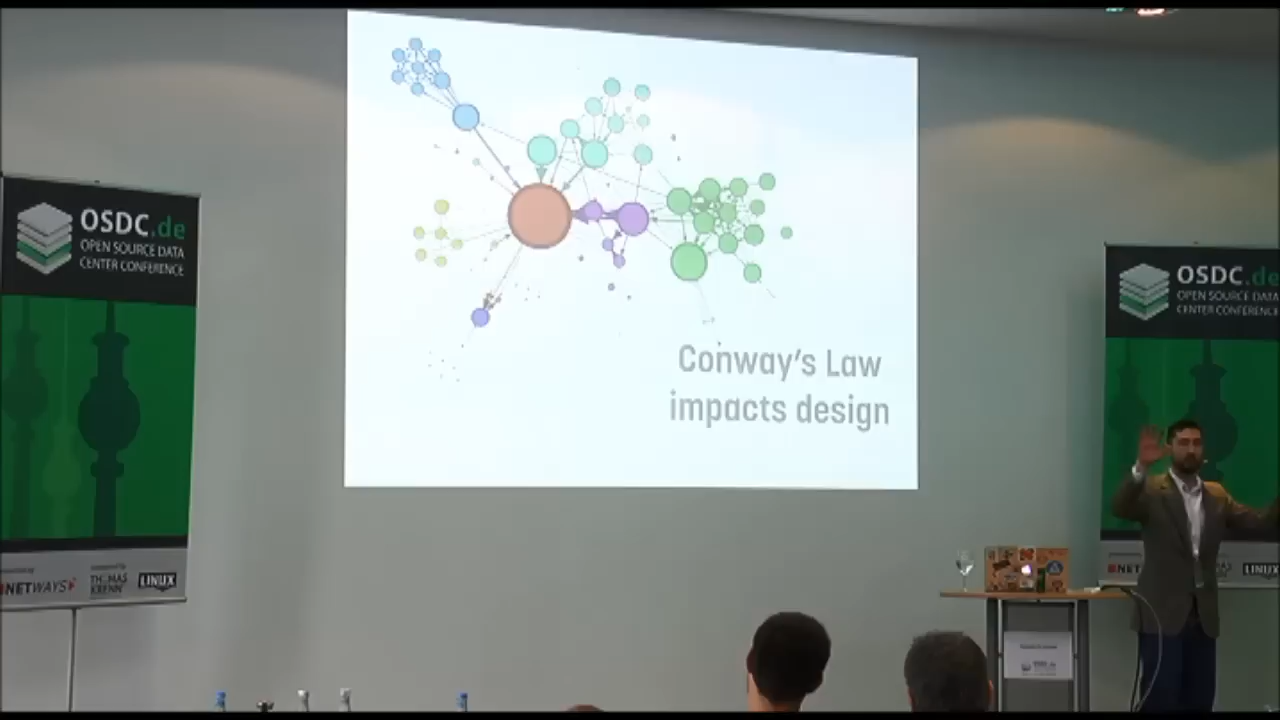 OSDC.de
OPEN SOURCE DATA
CENTER CONFERENCE
NETWAYS
THOMAS
KRENN
LINUX
Conway's Law
impacts design
OSDC.de
OPEN SOURCE DATA
CENTER CONFERENCE
NET
LINUX